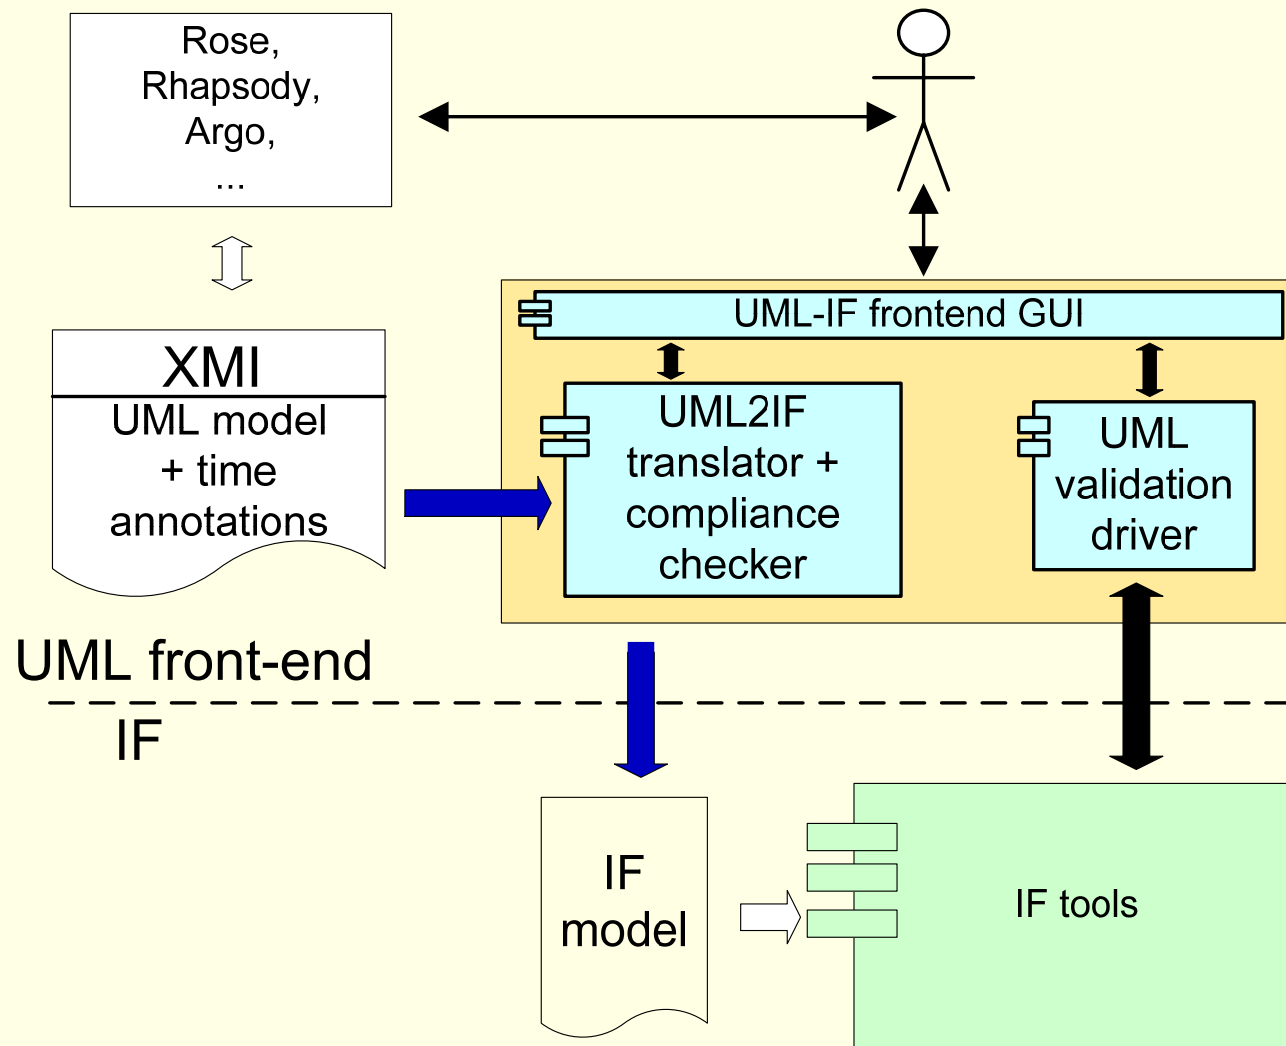 Rose,
Rhapsody,
Argo,
...
UML-IF frontend GUI
XMI
UML model
+ time
annotations
UML2IF
translator +
compliance
checker
UML
validation
driver
UML front-end
IF
IF
model
IF tools